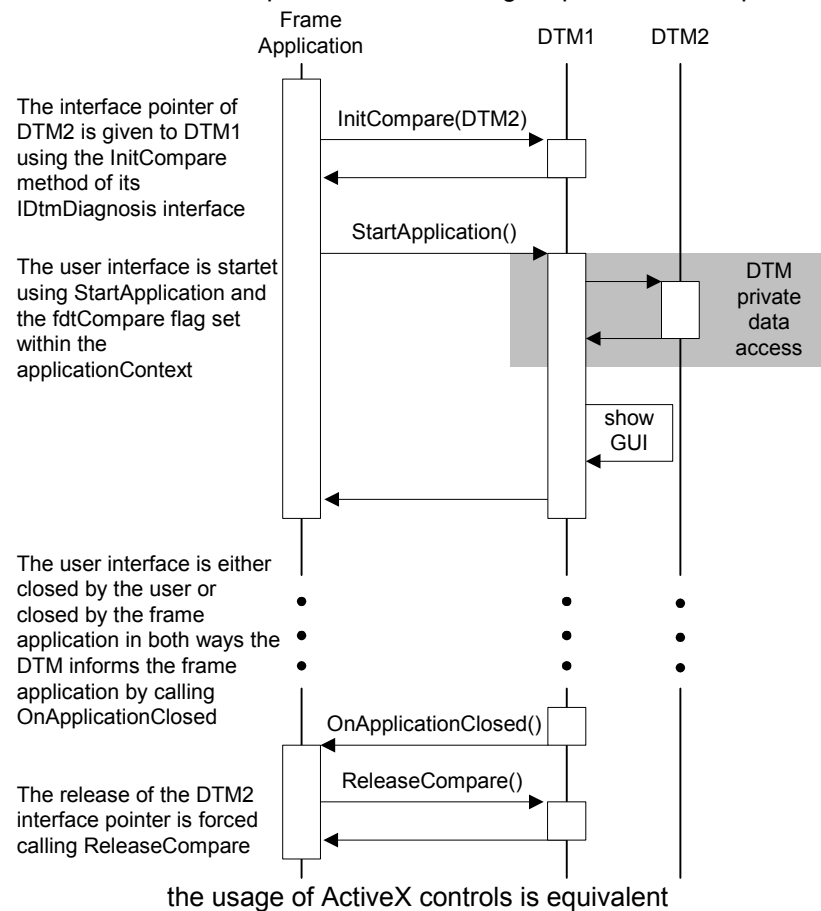 Frame
Application
DTM1
DTM2
The interface pointer of
DTM2 is given to DTM1
using the InitCompare
method of its
IDtmDiagnosis interface
InitCompare(DTM2)
StartApplication()
The user interface is startet
using StartApplication and
the fdtCompare flag set
within the
applicationContext
DTM
private
data
access
show
GUI
The user interface is either
closed by the user or
closed by the frame
application in both ways the
DTM informs the frame
application by calling
OnApplicationClosed
OnApplicationClosed()
ReleaseCompare()
The release of the DTM2
interface pointer is forced
calling ReleaseCompare
the usage of ActiveX controls is equivalent